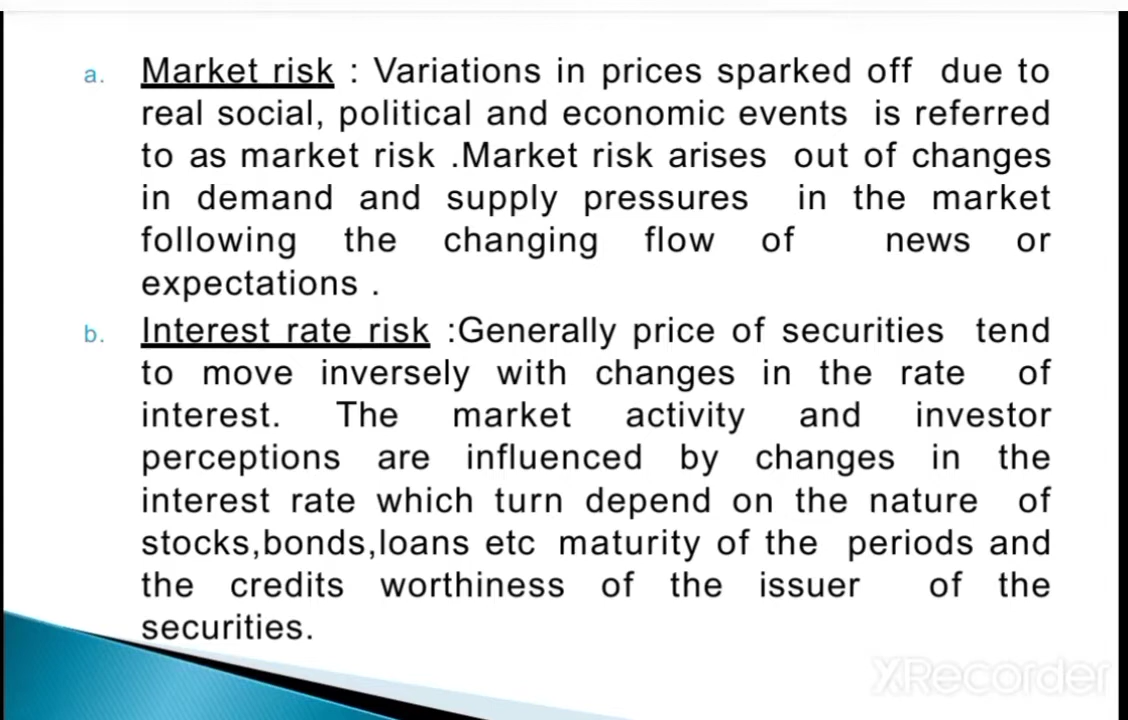 a. Market risk : Variations in prices sparked off due to
real social, political and economic events is referred
to as market risk .Market risk arises out of changes
in demand and supply pressures in the market
following the changing flow of news or
expectations .
b. Interest rate risk :Generally price of securities tend
to move inversely with changes in the rate of
interest. The market activity and investor
perceptions are influenced by changes in the
interest rate which turn depend on the nature of
stocks,bonds,loans etc maturity of the periods and
the credits worthiness of the issuer of the
securities.
XRecorder